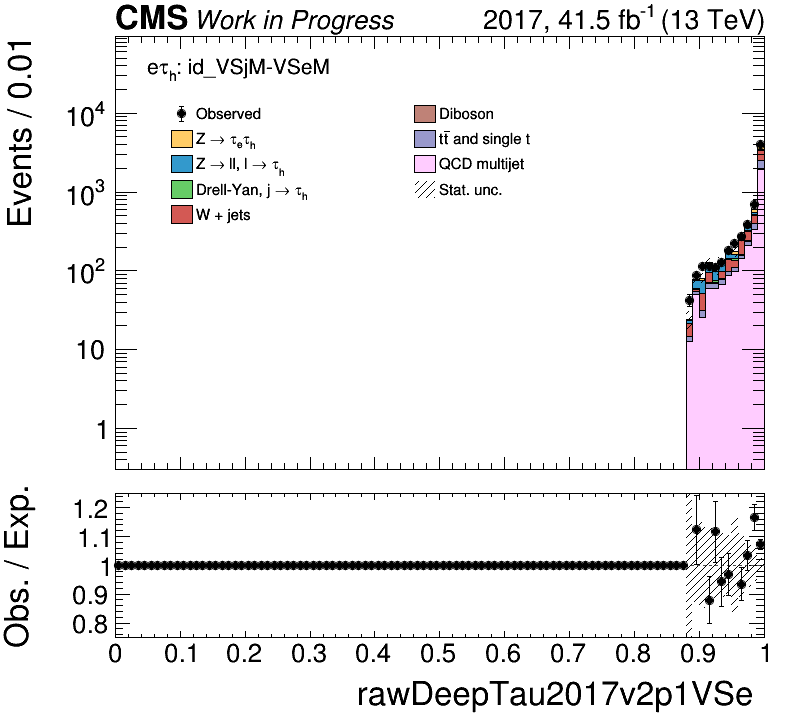 CMS Work in Progress 2017, 41.5 fb⁻¹ (13 TeV)
Events / 0.01
eτₕ: id_VSjM-VSeM
Observed
Z → τₑτₕ
Z → ll, l → τₕ
Drell-Yan, j → τₕ
W + jets
Diboson
tt̄ and single t
QCD multijet
Stat. unc.
10⁴
10³
10²
10
1
Obs. / Exp.
1.2
1.1
1
0.9
0.8
0 0.1 0.2 0.3 0.4 0.5 0.6 0.7 0.8 0.9 1
rawDeepTau2017v2p1VSe